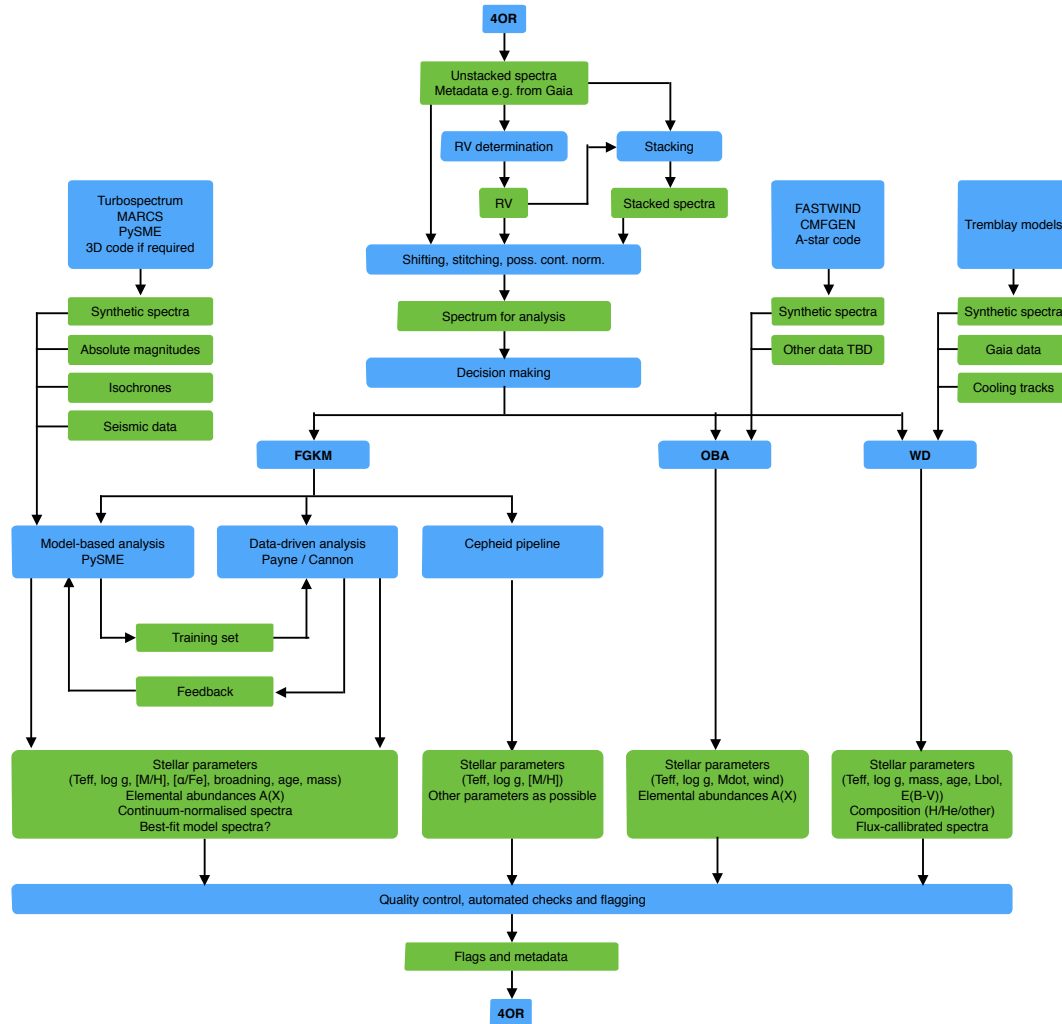 4OR
Unstacked spectra
Metadata e.g. from Gaia
RV determination
Stacking
RV
Stacked spectra
Shifting, stitching, poss. cont. norm.
Spectrum for analysis
Decision making
Turbospectrum
MARCS
PySME
3D code if required
Synthetic spectra
Absolute magnitudes
Isochrones
Seismic data
FASTWIND
CMFGEN
A-star code
Synthetic spectra
Other data TBD
Tremblay models
Synthetic spectra
Gaia data
Cooling tracks
FGKM
OBA
WD
Model-based analysis
PySME
Data-driven analysis
Payne / Cannon
Cepheid pipeline
Training set
Feedback
Stellar parameters
(Teff, log g, [M/H], [α/Fe], broadning, age, mass)
Elemental abundances A(X)
Continuum-normalised spectra
Best-fit model spectra?
Stellar parameters
(Teff, log g, [M/H])
Other parameters as possible
Stellar parameters
(Teff, log g, Mdot, wind)
Elemental abundances A(X)
Stellar parameters
(Teff, log g, mass, age, Lbol,
E(B-V))
Composition (H/He/other)
Flux-callibrated spectra
Quality control, automated checks and flagging
Flags and metadata
4OR